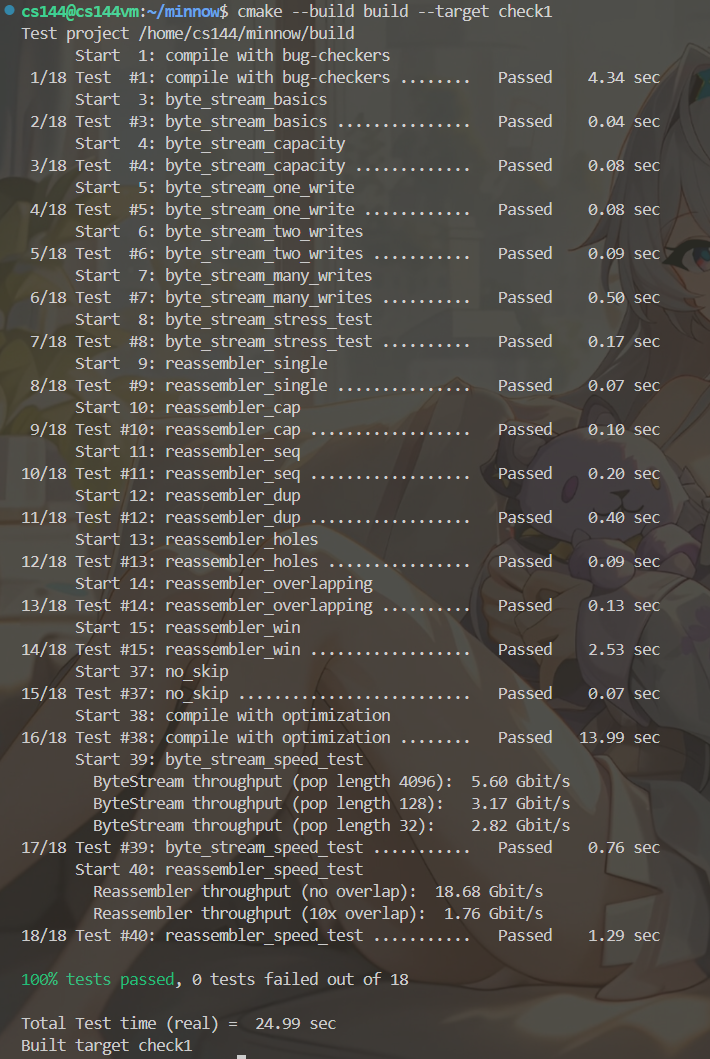 cs144@cs144vm:~/minnow$ cmake --build build --target check1
Test project /home/cs144/minnow/build
      Start  1: compile with bug-checkers
 1/18 Test  #1: compile with bug-checkers ........   Passed    4.34 sec
      Start  3: byte_stream_basics
 2/18 Test  #3: byte_stream_basics ...............   Passed    0.04 sec
      Start  4: byte_stream_capacity
 3/18 Test  #4: byte_stream_capacity .............   Passed    0.08 sec
      Start  5: byte_stream_one_write
 4/18 Test  #5: byte_stream_one_write ............   Passed    0.08 sec
      Start  6: byte_stream_two_writes
 5/18 Test  #6: byte_stream_two_writes ...........   Passed    0.09 sec
      Start  7: byte_stream_many_writes
 6/18 Test  #7: byte_stream_many_writes ..........   Passed    0.50 sec
      Start  8: byte_stream_stress_test
 7/18 Test  #8: byte_stream_stress_test ..........   Passed    0.17 sec
      Start  9: reassembler_single
 8/18 Test  #9: reassembler_single ...............   Passed    0.07 sec
      Start 10: reassembler_cap
 9/18 Test #10: reassembler_cap ..................   Passed    0.10 sec
      Start 11: reassembler_seq
10/18 Test #11: reassembler_seq ..................   Passed    0.20 sec
      Start 12: reassembler_dup
11/18 Test #12: reassembler_dup ..................   Passed    0.40 sec
      Start 13: reassembler_holes
12/18 Test #13: reassembler_holes ................   Passed    0.09 sec
      Start 14: reassembler_overlapping
13/18 Test #14: reassembler_overlapping ..........   Passed    0.13 sec
      Start 15: reassembler_win
14/18 Test #15: reassembler_win ..................   Passed    2.53 sec
      Start 37: no_skip
15/18 Test #37: no_skip ..........................   Passed    0.07 sec
      Start 38: compile with optimization
16/18 Test #38: compile with optimization ........   Passed   13.99 sec
      Start 39: byte_stream_speed_test
        ByteStream throughput (pop length 4096):  5.60 Gbit/s
        ByteStream throughput (pop length 128):   3.17 Gbit/s
        ByteStream throughput (pop length 32):    2.82 Gbit/s
17/18 Test #39: byte_stream_speed_test ...........   Passed    0.76 sec
      Start 40: reassembler_speed_test
        Reassembler throughput (no overlap):  18.68 Gbit/s
        Reassembler throughput (10x overlap):  1.76 Gbit/s
18/18 Test #40: reassembler_speed_test ...........   Passed    1.29 sec
100% tests passed, 0 tests failed out of 18
Total Test time (real) =  24.99 sec
Built target check1